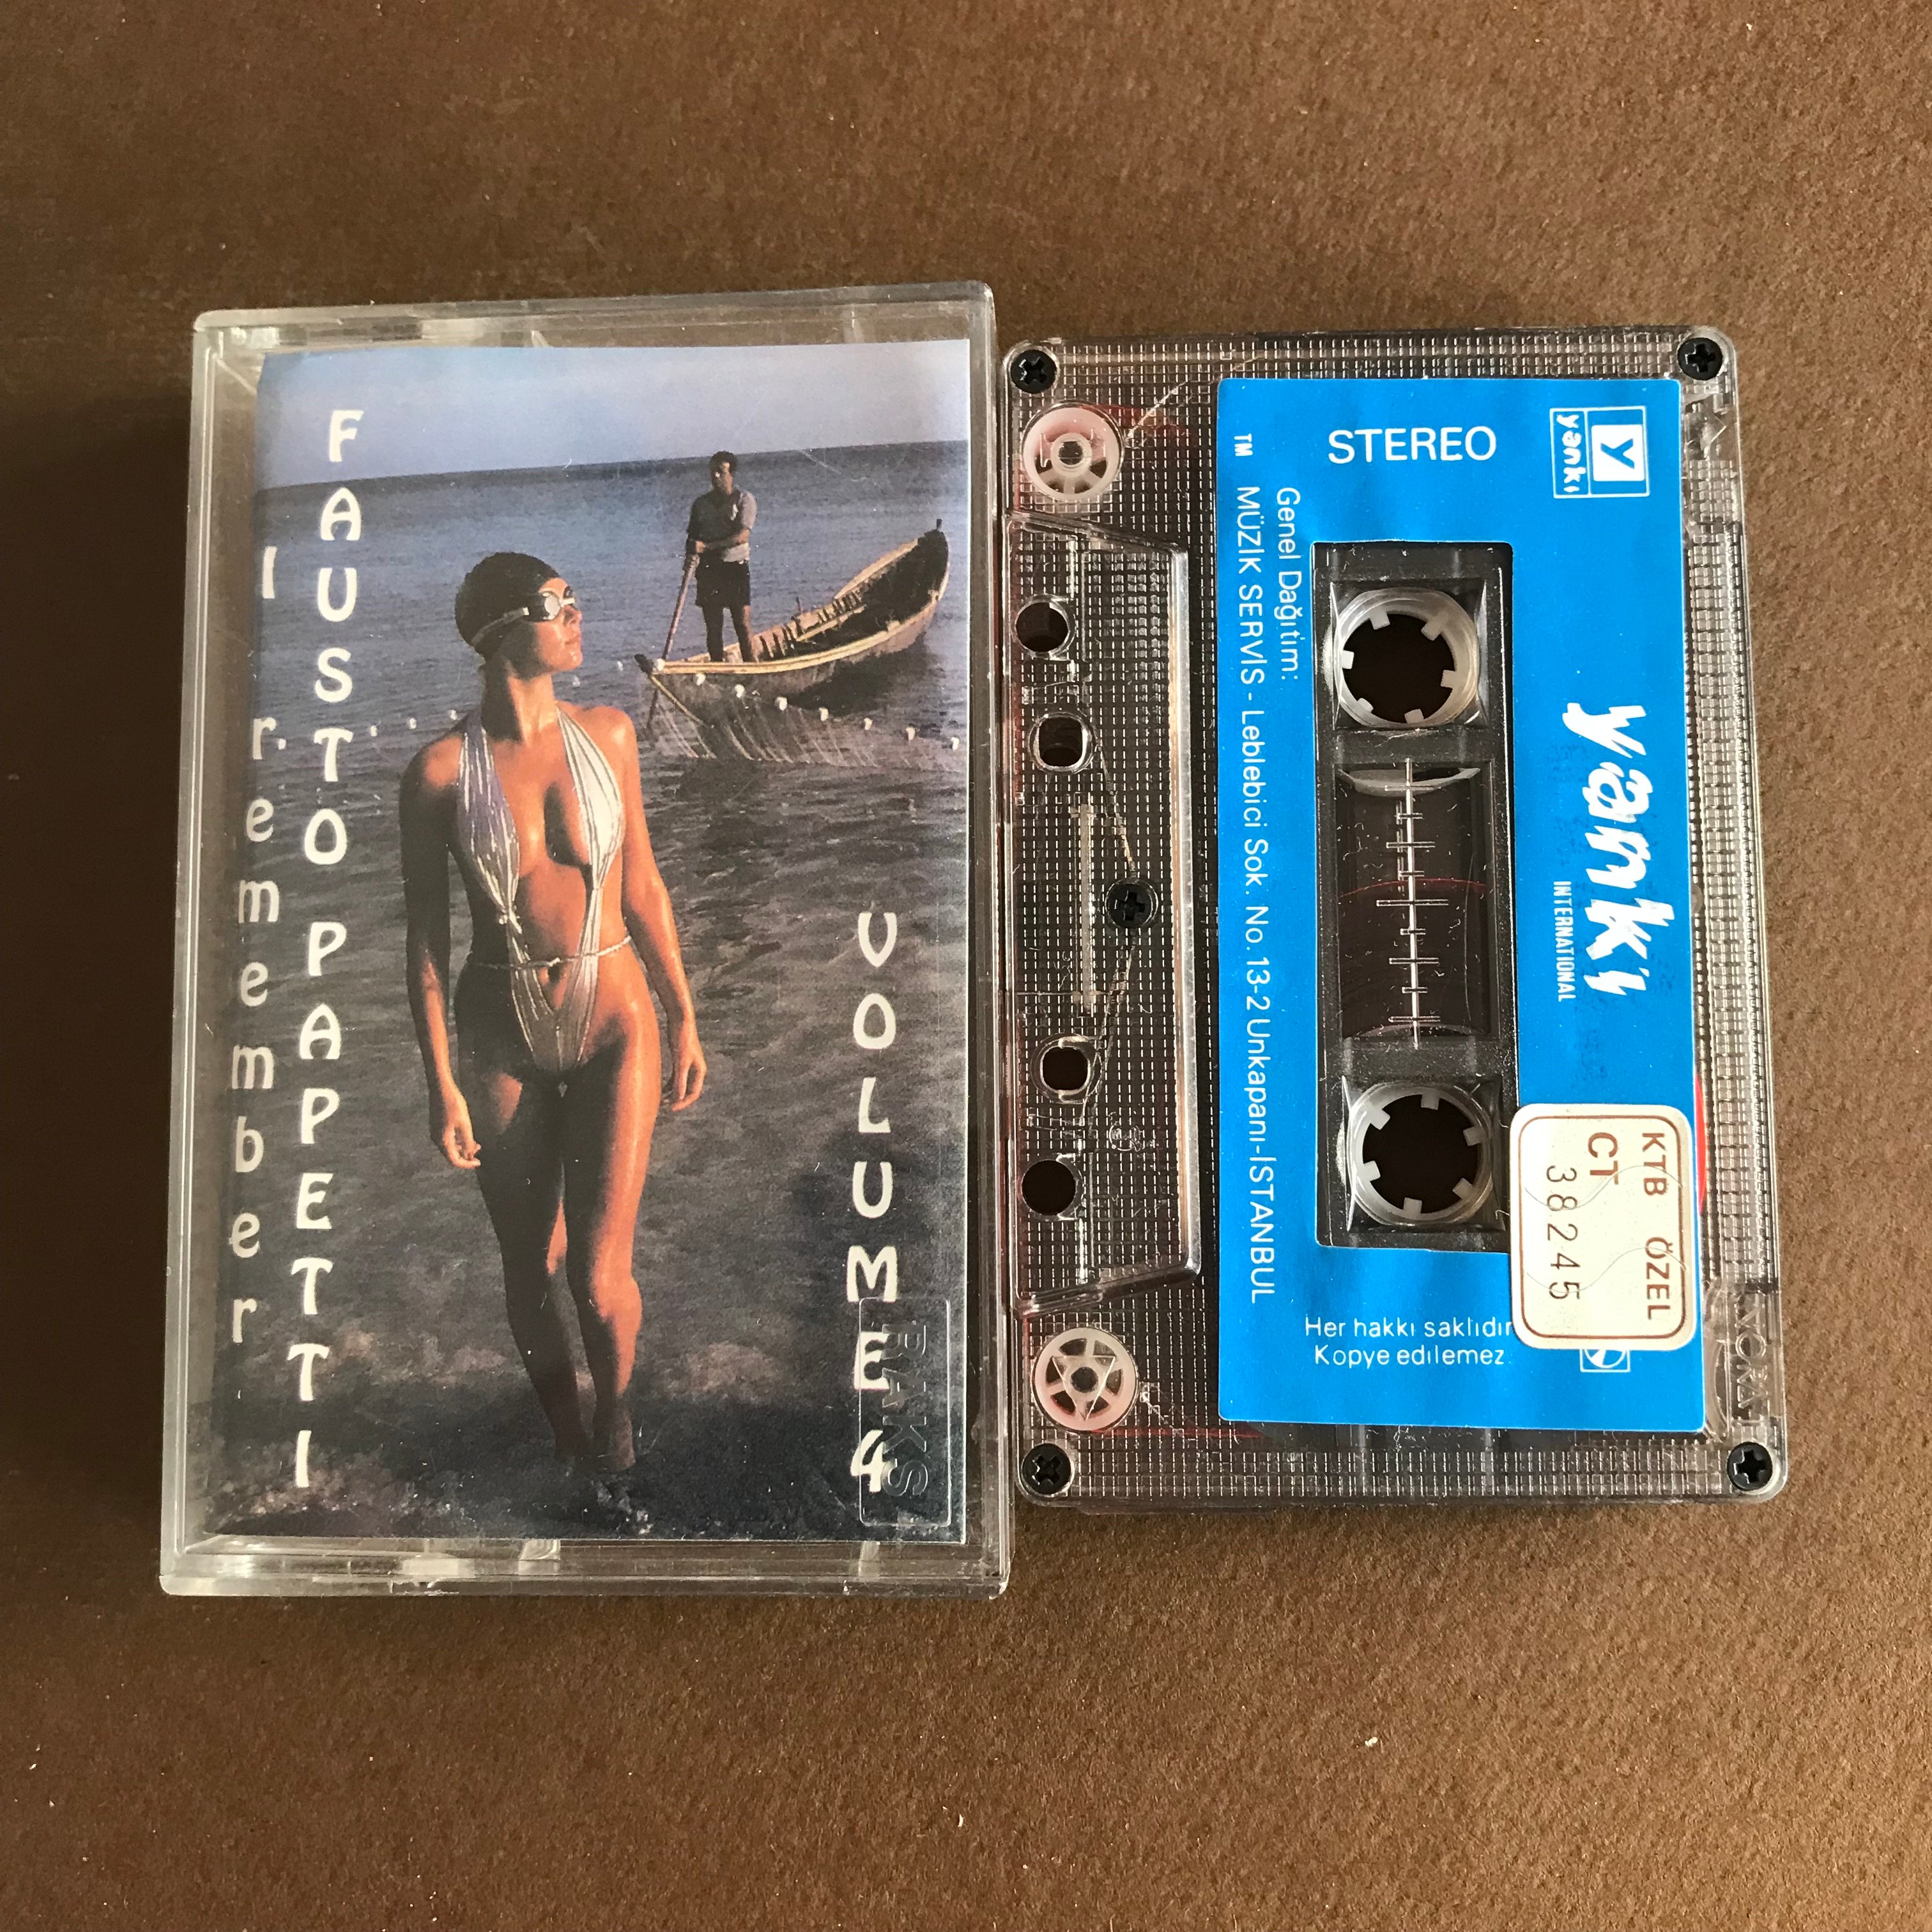 FAUSTO PAPETTI
I remember
VOLUME 4
RAKS
STEREO
Y
yankı
yankı
INTERNATIONAL
Genel Dağıtım:
TM MÜZİK SERVİS - Leblebici Sok. No.13-2 Unkapanı-İSTANBUL
KTB ÖZEL
CT
38245
Her hakkı saklıdır
Kopye edilemez.